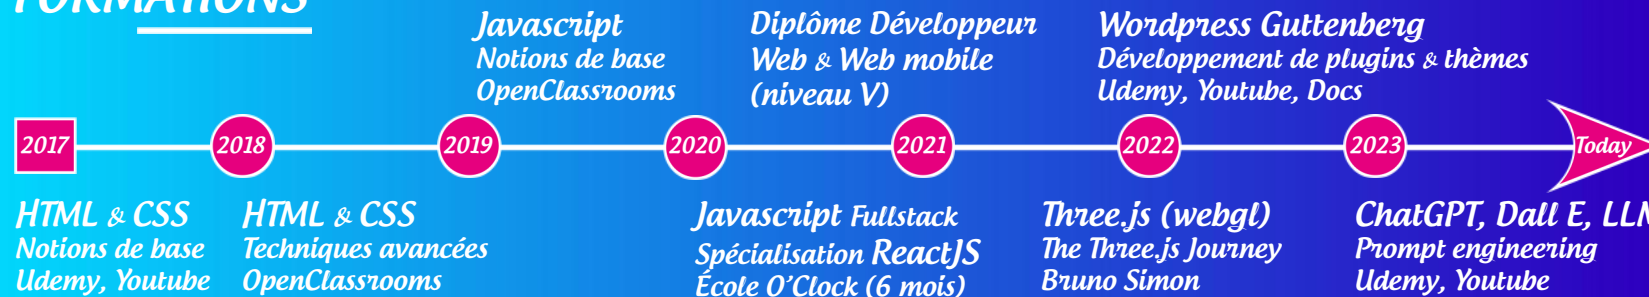 FORMATIONS
Javascript
Notions de base
OpenClassrooms
Diplôme Développeur
Web & Web mobile
(niveau V)
Wordpress Guttenberg
Développement de plugins & thèmes
Udemy, Youtube, Docs
2017
2018
2019
2020
2021
2022
2023
Today
HTML & CSS
Notions de base
Udemy, Youtube
HTML & CSS
Techniques avancées
OpenClassrooms
Javascript Fullstack
Spécialisation ReactJS
École O'Clock (6 mois)
Three.js (webgl)
The Three.js Journey
Bruno Simon
ChatGPT, Dall E, LLM
Prompt engineering
Udemy, Youtube